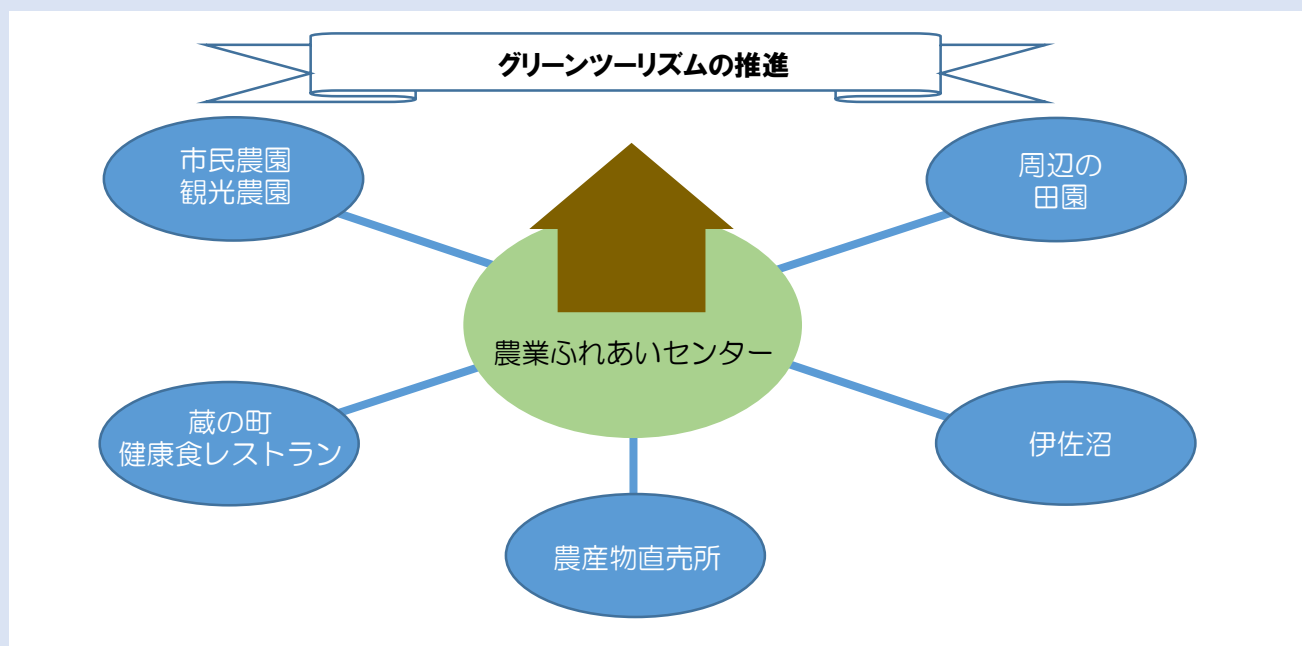 グリーンツーリズムの推進
市民農園
観光農園
周辺の
田園
農業ふれあいセンター
蔵の町
健康食レストラン
伊佐沼
農産物直売所